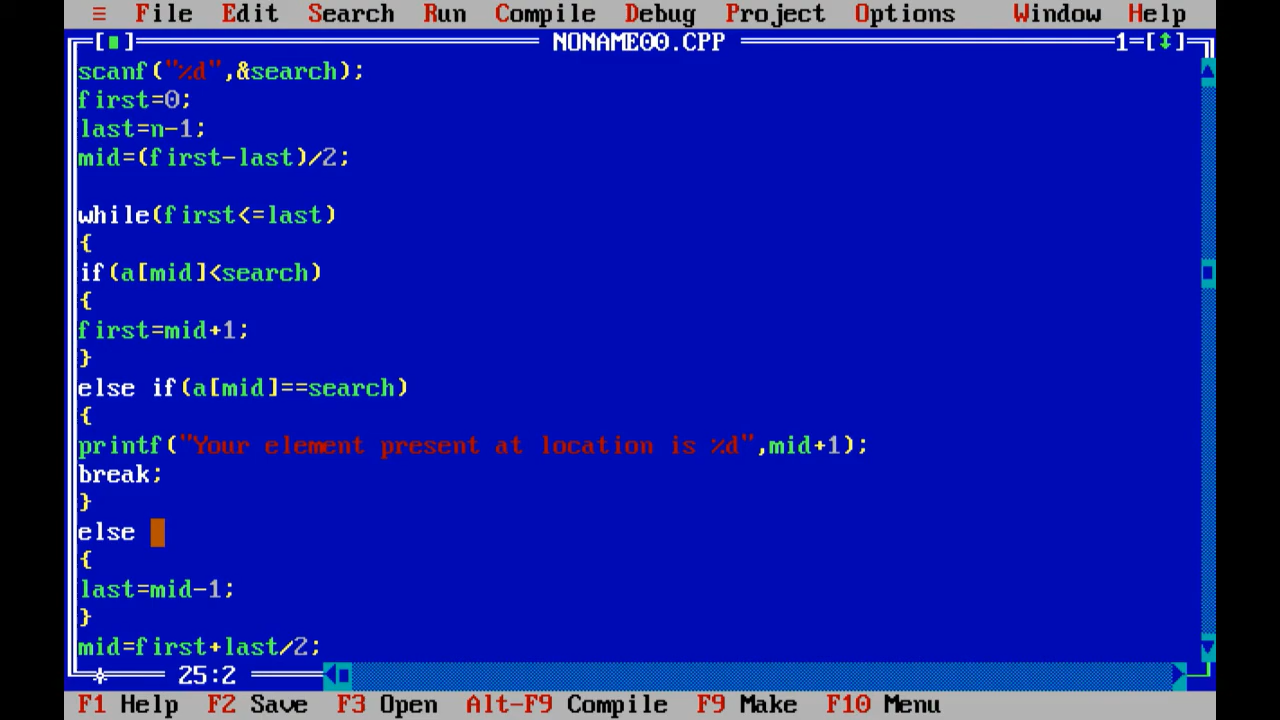 ≡ File Edit Search Run Compile Debug Project Options Window Help
[■] NONAME00.CPP 1=[↕]
scanf("%d",&search);
first=0;
last=n-1;
mid=(first-last)/2;
while(first<=last)
{
if(a[mid]<search)
{
first=mid+1;
}
else if(a[mid]==search)
{
printf("Your element present at location is %d",mid+1);
break;
}
else
{
last=mid-1;
}
mid=first+last/2;
25:2
F1 Help F2 Save F3 Open Alt-F9 Compile F9 Make F10 Menu